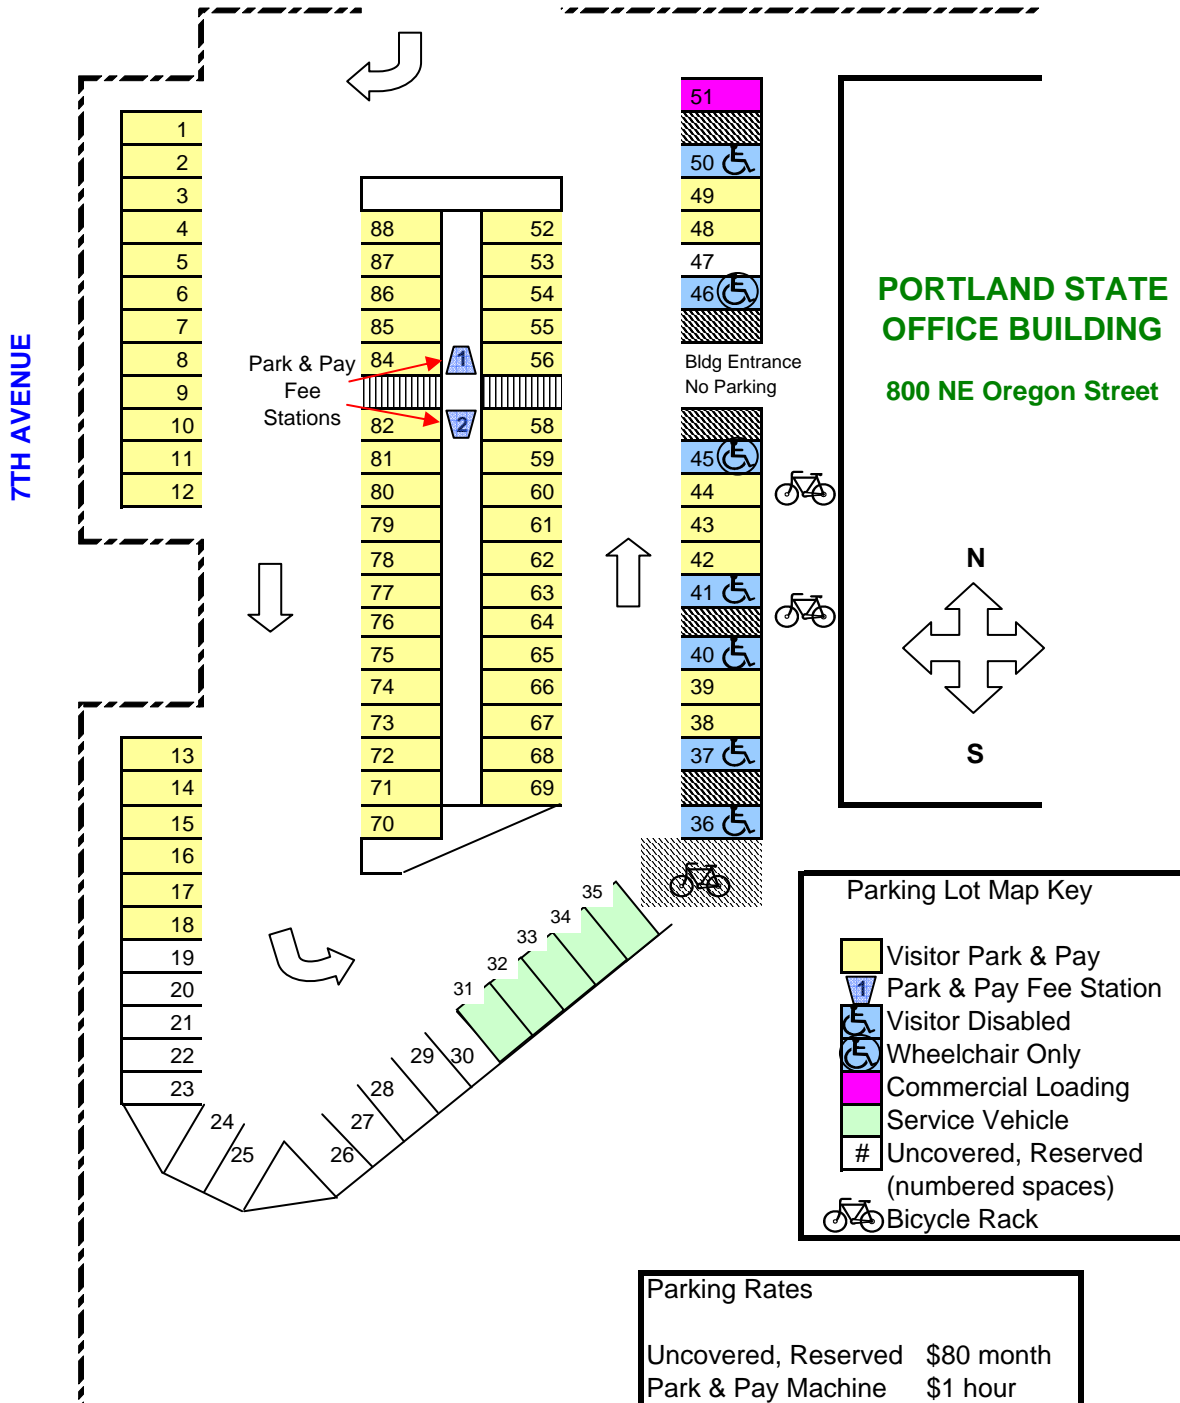 7TH AVENUE
1
2
3
4
5
6
7
8
9
10
11
12
13
14
15
16
17
18
19
20
21
22
23
24
25
26
27
28
29
30
31
32
33
34
35
88 52
87 53
86 54
85 55
84 1 56
Park & Pay
Fee
Stations
82 2 58
81 59
80 60
79 61
78 62
77 63
76 64
75 65
74 66
73 67
72 68
71 69
70
51
50
49
48
47
46
Bldg Entrance
No Parking
45
44
43
42
41
40
39
38
37
36
PORTLAND STATE
OFFICE BUILDING
800 NE Oregon Street
N
S
Parking Lot Map Key
Visitor Park & Pay
1 Park & Pay Fee Station
Visitor Disabled
Wheelchair Only
Commercial Loading
Service Vehicle
# Uncovered, Reserved
(numbered spaces)
Bicycle Rack
Parking Rates
Uncovered, Reserved $80 month
Park & Pay Machine $1 hour